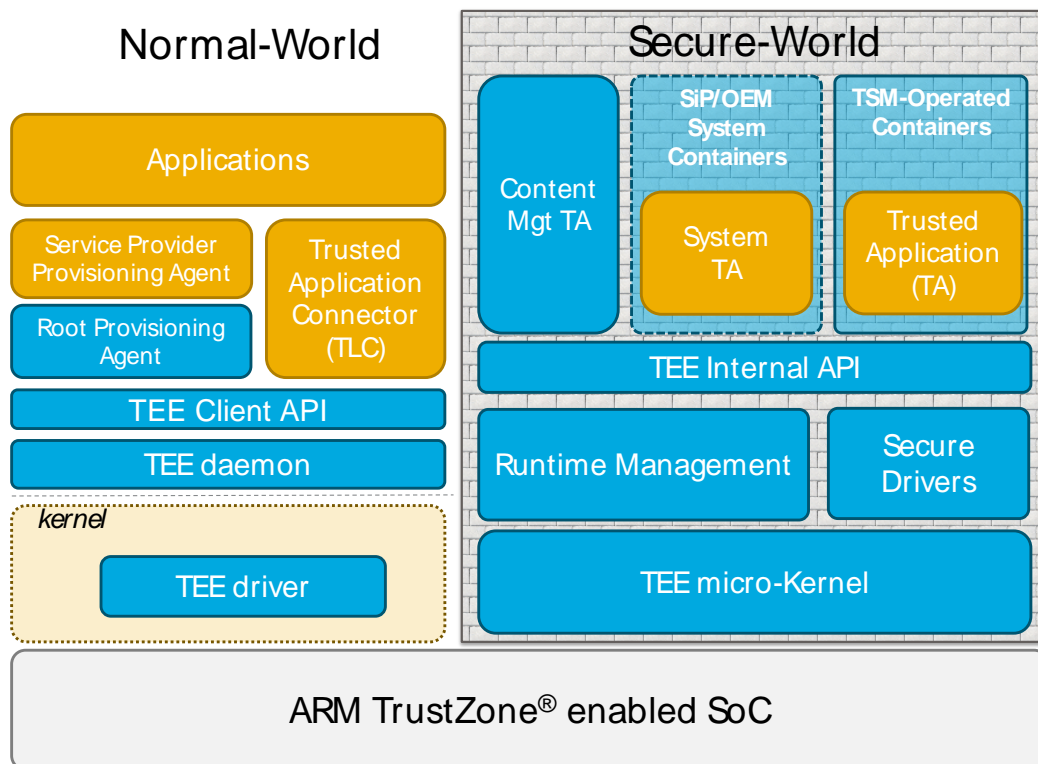 Normal-World
Applications
Service Provider
Provisioning Agent
Root Provisioning
Agent
Trusted
Application
Connector
(TLC)
TEE Client API
TEE daemon
kernel
TEE driver
Secure-World
Content
Mgt TA
SiP/OEM
System
Containers
System
TA
TSM-Operated
Containers
Trusted
Application
(TA)
TEE Internal API
Runtime Management
Secure
Drivers
TEE micro-Kernel
ARM TrustZone® enabled SoC